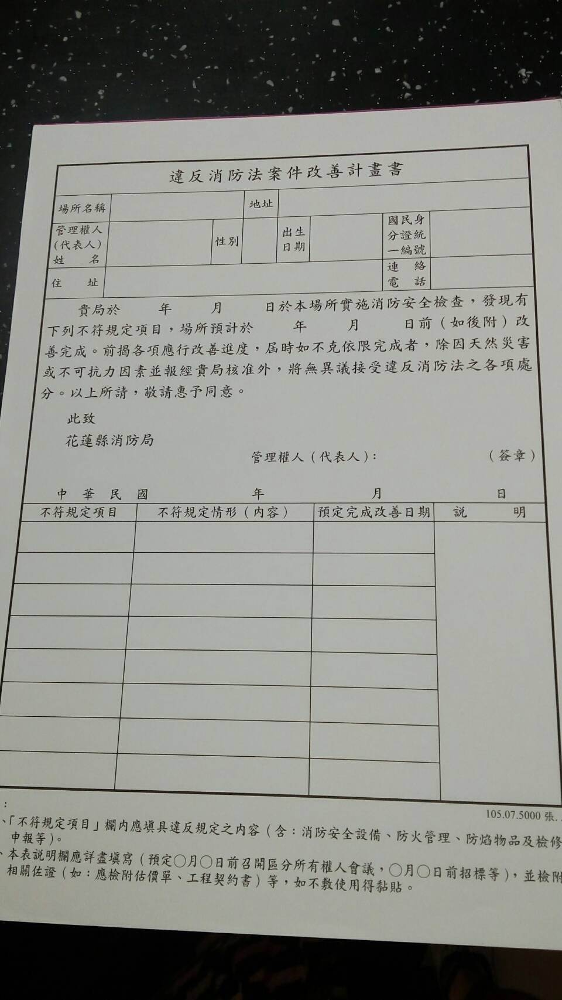 違反消防法案件改善計畫書
場所名稱 地址
管理權人
(代表人)
姓 名
性別
出生
日期
國民身
分證統
一編號
住 址
連 絡
電 話
貴局於 年 月 日於本場所實施消防安全檢查，發現有
下列不符規定項目，場所預計於 年 月 日前（如後附）改
善完成。前揭各項應行改善進度，屆時如不克依限完成者，除因天然災害
或不可抗力因素並報經貴局核准外，將無異議接受違反消防法之各項處
分。以上所請，敬請惠予同意。
此致
花蓮縣消防局
管理權人（代表人）： （簽章）
中 華 民 國 年 月 日
不符規定項目 不符規定情形（內容） 預定完成改善日期 說 明
105.07.5000 張
：
、「不符規定項目」欄內應填具違反規定之內容（含：消防安全設備、防火管理、防焰物品及檢修
申報等）。
、本表說明欄應詳盡填寫（預定○月○日前召開區分所有權人會議，○月○日前招標等），並檢附
相關佐證（如：應檢附估價單、工程契約書）等，如不敷使用得黏貼。